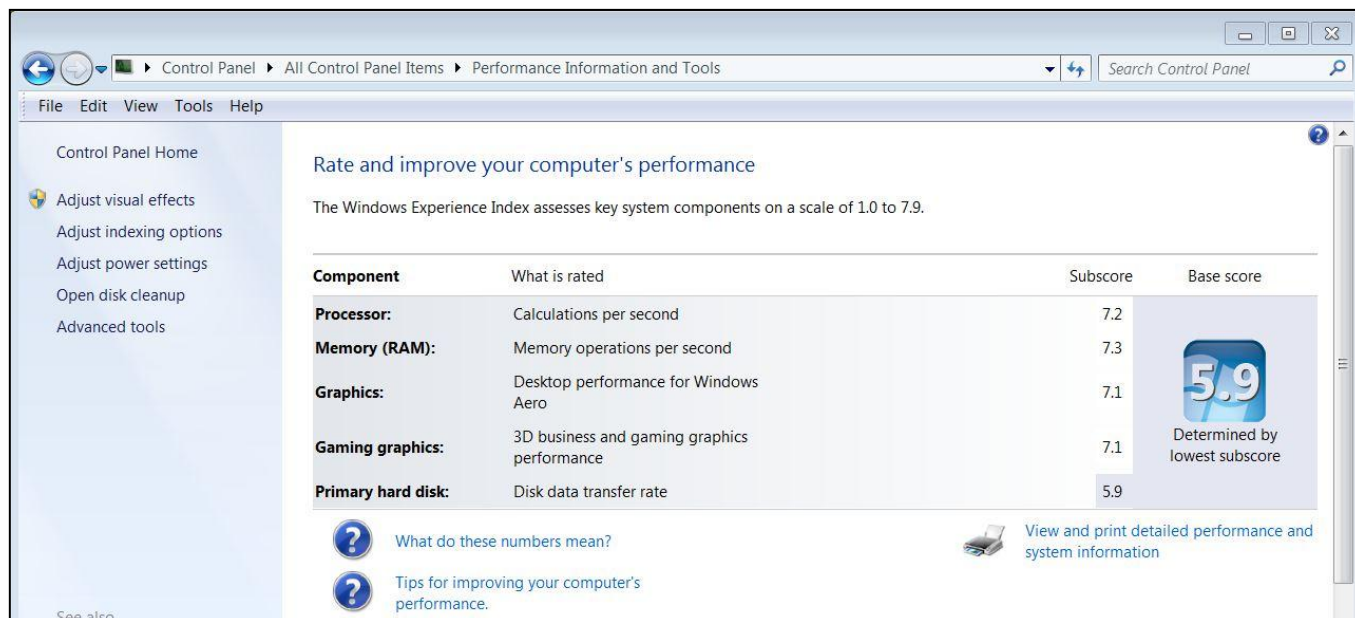 Control Panel ▸ All Control Panel Items ▸ Performance Information and Tools
Search Control Panel
File Edit View Tools Help
Control Panel Home
Adjust visual effects
Adjust indexing options
Adjust power settings
Open disk cleanup
Advanced tools
See also
Rate and improve your computer's performance
The Windows Experience Index assesses key system components on a scale of 1.0 to 7.9.
Component What is rated Subscore Base score
Processor: Calculations per second 7.2
Memory (RAM): Memory operations per second 7.3
Graphics: Desktop performance for Windows
Aero 7.1
Gaming graphics: 3D business and gaming graphics
performance 7.1
Primary hard disk: Disk data transfer rate 5.9
5.9
Determined by
lowest subscore
What do these numbers mean?
Tips for improving your computer's
performance.
View and print detailed performance and
system information